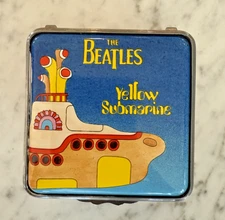 THE
BEATLES
Yellow
Submarine